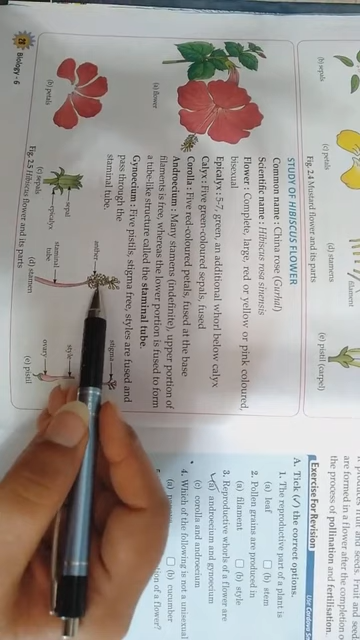 (b) sepals
(c) petals
(d) stamens
filament
(e) pistil (carpel)
Fig. 2.4 Mustard flower and its parts
STUDY OF HIBISCUS FLOWER
Common name : China rose (Gurhal)
Scientific name : Hibiscus rosa sinensis
Flower : Complete, large, red or yellow or pink coloured,
bisexual
Epicalyx : 5-7, green, an additional whorl below calyx
Calyx : Five green-coloured sepals, fused
Corolla : Five red-coloured petals, fused at the base
Androecium : Many stamens (indefinite), upper portion of
filaments is free, whereas the lower portion is fused to form
a tube-like structure called the staminal tube.
Gynoecium : Five pistils, stigma free, styles are fused and
pass through the
staminal tube.
(a) flower
(b) petals
sepal
epicalyx
(c) sepals
anther
staminal
tube
(d) stamen
stigma
style
ovary
(e) pistil
Fig. 2.5 Hibiscus flower and its parts
Biology - 6
and seeds. Fruit and
are formed in a flower after the completion
the process of pollination and fertilisation.
Exercise For Revision
A. Tick (✓) the correct options.
1. The reproductive part of a plant is
(a) leaf
(b) stem
2. Pollen grains are produced in
(a) filament
(b) style
3. Reproductive whorls of a flower are
(a) androecium and gynoecium
(c) corolla and androecium
4. Which of the following is not a unisexual
(a)
(b) cucumber
of a flower?